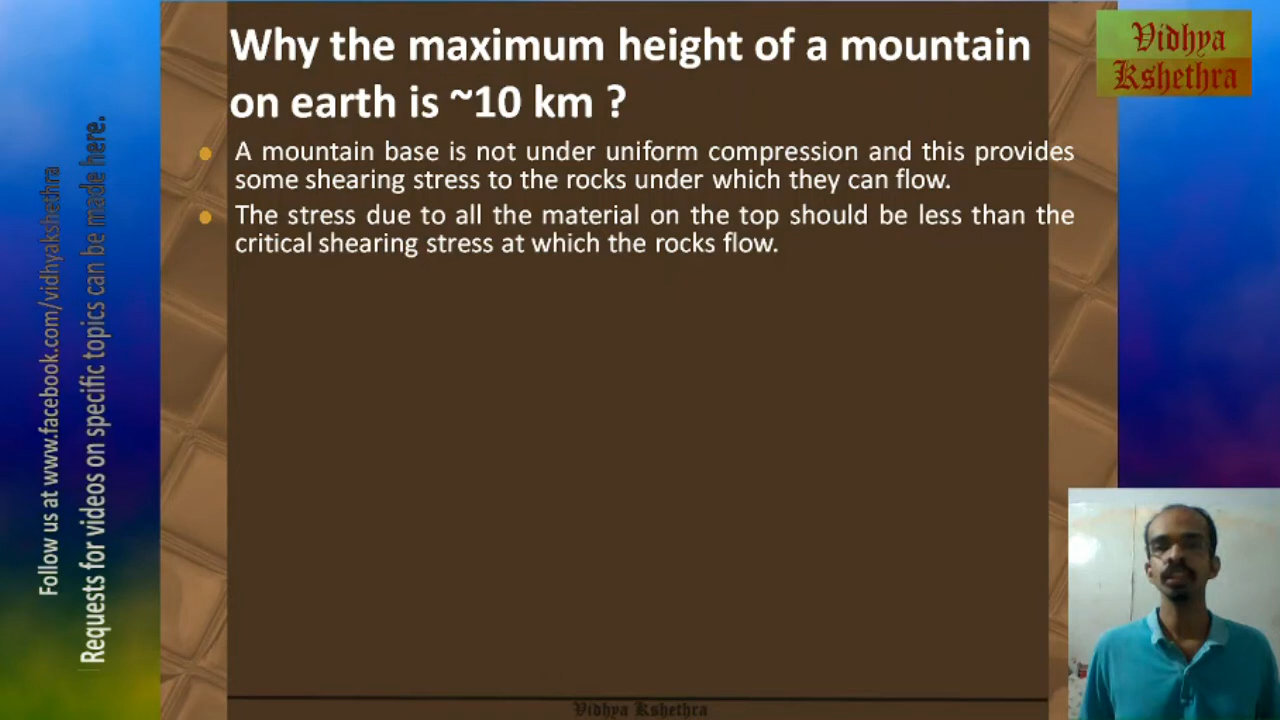 Why the maximum height of a mountain
on earth is ~10 km ?
Vidhya
Kshethra
A mountain base is not under uniform compression and this provides
some shearing stress to the rocks under which they can flow.
The stress due to all the material on the top should be less than the
critical shearing stress at which the rocks flow.
Follow us at www.facebook.com/vidhyakshethra
Requests for videos on specific topics can be made here.
Vidhya Kshethra